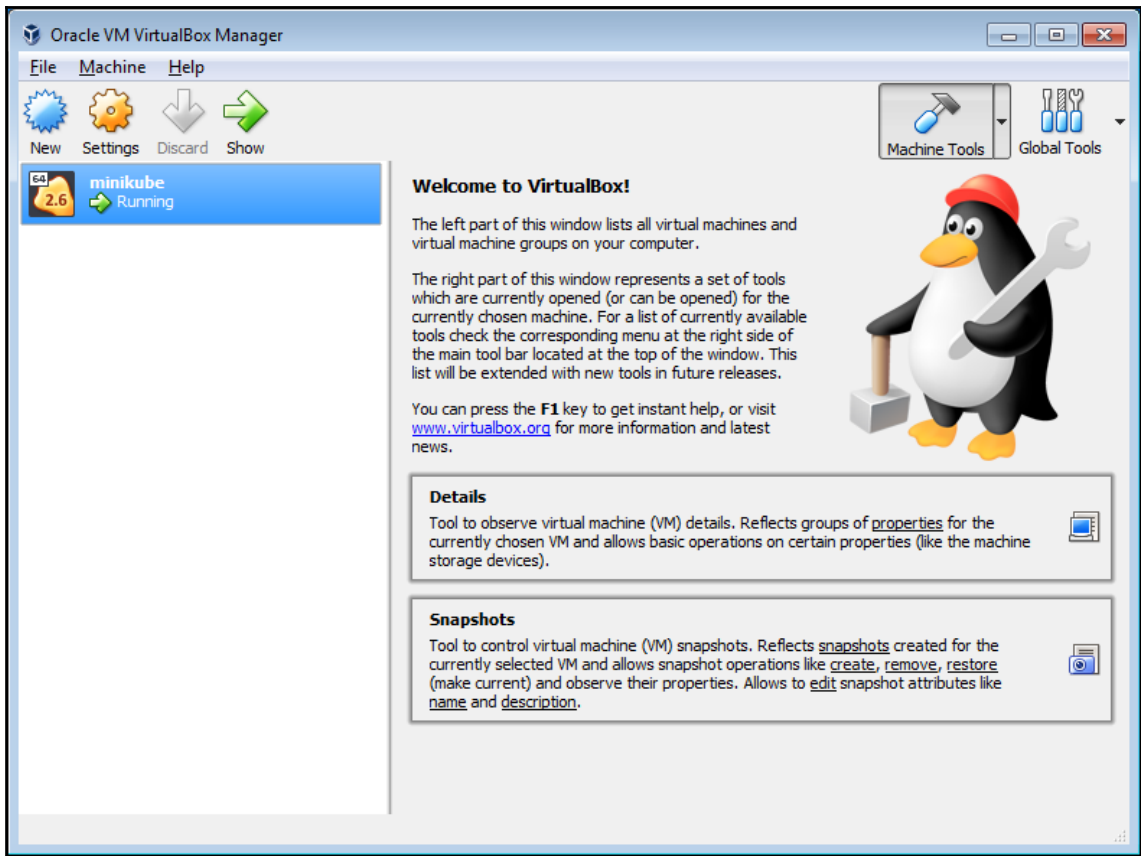 Oracle VM VirtualBox Manager
File Machine Help
New Settings Discard Show
Machine Tools Global Tools
64
2.6
minikube
Running
Welcome to VirtualBox!
The left part of this window lists all virtual machines and
virtual machine groups on your computer.
The right part of this window represents a set of tools
which are currently opened (or can be opened) for the
currently chosen machine. For a list of currently available
tools check the corresponding menu at the right side of
the main tool bar located at the top of the window. This
list will be extended with new tools in future releases.
You can press the F1 key to get instant help, or visit
www.virtualbox.org for more information and latest
news.
Details
Tool to observe virtual machine (VM) details. Reflects groups of properties for the
currently chosen VM and allows basic operations on certain properties (like the machine
storage devices).
Snapshots
Tool to control virtual machine (VM) snapshots. Reflects snapshots created for the
currently selected VM and allows snapshot operations like create, remove, restore
(make current) and observe their properties. Allows to edit snapshot attributes like
name and description.